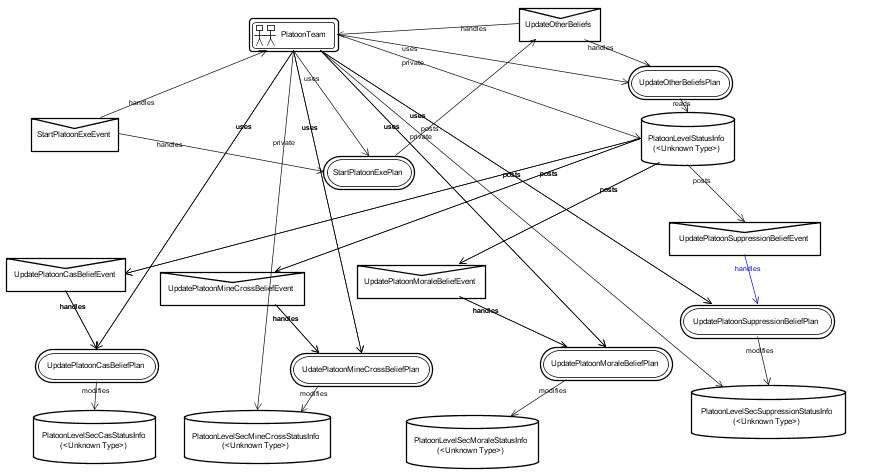 PlatoonTeam
UpdateOtherBeliefs
handles
uses
private
handles
UpdateOtherBeliefsPlan
reads
handles
uses
StartPlatoonExeEvent
handles
uses
uses
uses
uses
posts
private
private
PlatoonLevelStatusInfo
(<Unknown Type>)
StartPlatoonExePlan
posts
posts
posts
posts
UpdatePlatoonSuppressionBeliefEvent
UpdatePlatoonCasBeliefEvent
UpdatePlatoonMineCrossBeliefEvent
UpdatePlatoonMoraleBeliefEvent
handles
handles
handles
handles
UpdatePlatoonSuppressionBeliefPlan
modifies
UpdatePlatoonCasBeliefPlan
UdatePlatoonMineCrossBeliefPlan
UpdatePlatoonMoraleBeliefPlan
modifies
modifies
modifies
PlatoonLevelSecCasStatusInfo
(<Unknown Type>)
PlatoonLevelSecMineCrossStatusInfo
(<Unknown Type>)
PlatoonLevelSecMoraleStatusInfo
(<Unknown Type>)
PlatoonLevelSecSuppressionStatusInfo
(<Unknown Type>)